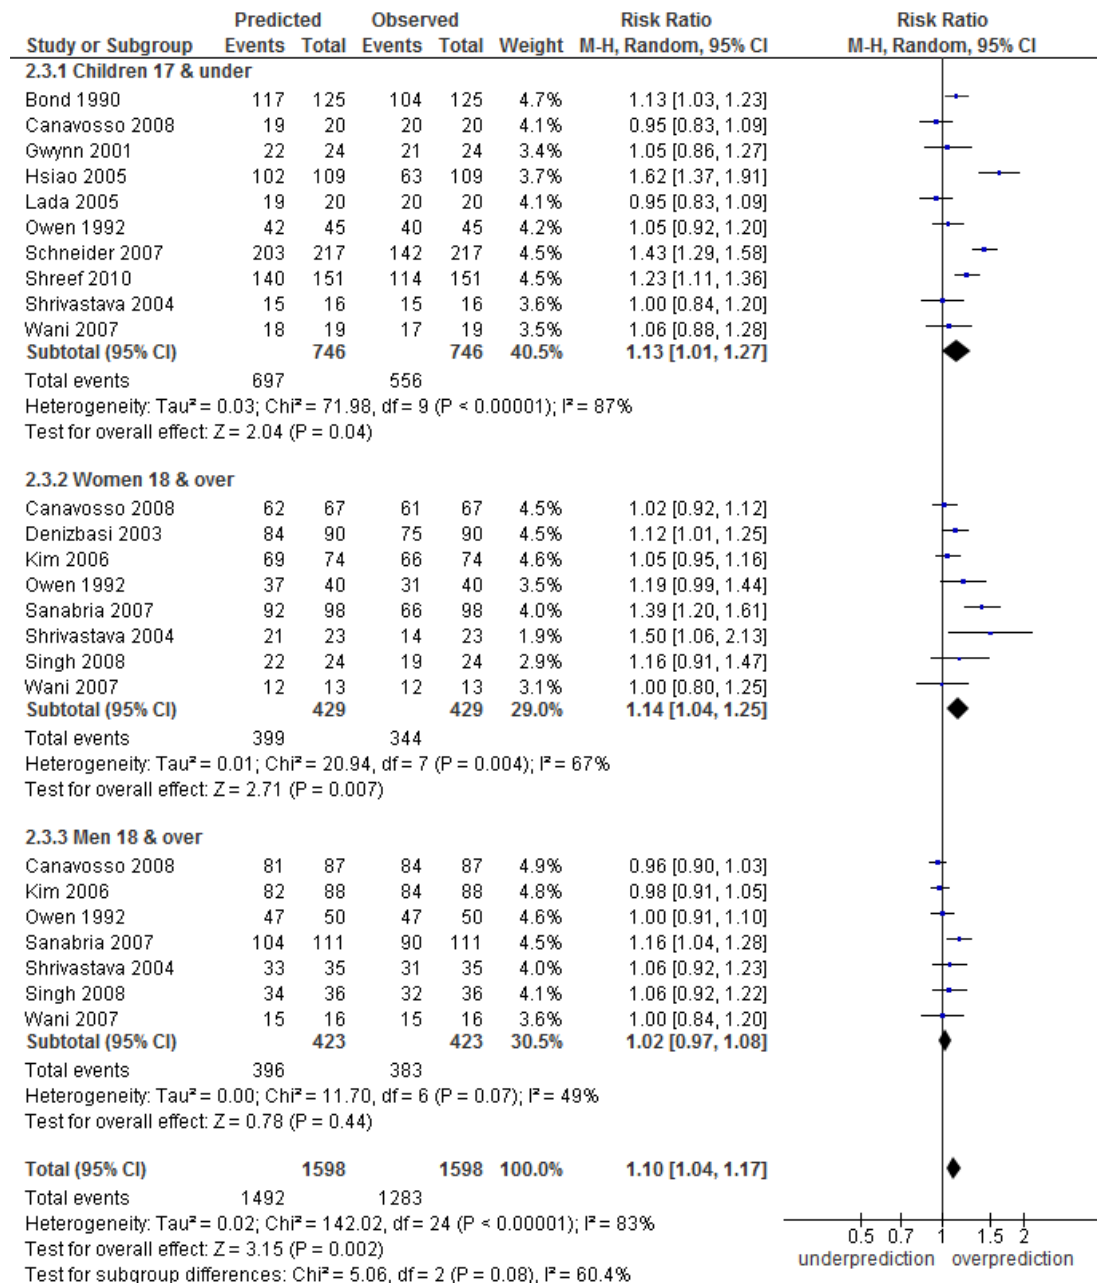 Predicted Observed Risk Ratio Risk Ratio
Study or Subgroup Events Total Events Total Weight M-H, Random, 95% CI M-H, Random, 95% CI
2.3.1 Children 17 & under
Bond 1990 117 125 104 125 4.7% 1.13 [1.03, 1.23]
Canavosso 2008 19 20 20 20 4.1% 0.95 [0.83, 1.09]
Gwynn 2001 22 24 21 24 3.4% 1.05 [0.86, 1.27]
Hsiao 2005 102 109 63 109 3.7% 1.62 [1.37, 1.91]
Lada 2005 19 20 20 20 4.1% 0.95 [0.83, 1.09]
Owen 1992 42 45 40 45 4.2% 1.05 [0.92, 1.20]
Schneider 2007 203 217 142 217 4.5% 1.43 [1.29, 1.58]
Shreef 2010 140 151 114 151 4.5% 1.23 [1.11, 1.36]
Shrivastava 2004 15 16 15 16 3.6% 1.00 [0.84, 1.20]
Wani 2007 18 19 17 19 3.5% 1.06 [0.88, 1.28]
Subtotal (95% CI) 746 746 40.5% 1.13 [1.01, 1.27]
Total events 697 556
Heterogeneity: Tau² = 0.03; Chi² = 71.98, df = 9 (P < 0.00001); I² = 87%
Test for overall effect: Z = 2.04 (P = 0.04)
2.3.2 Women 18 & over
Canavosso 2008 62 67 61 67 4.5% 1.02 [0.92, 1.12]
Denizbasi 2003 84 90 75 90 4.4% 1.12 [1.01, 1.25]
Kim 2006 69 74 66 74 4.6% 1.05 [0.95, 1.16]
Owen 1992 37 40 31 40 3.5% 1.19 [0.99, 1.44]
Sanabria 2007 92 98 66 98 4.0% 1.39 [1.20, 1.61]
Shrivastava 2004 21 23 14 23 1.9% 1.50 [1.06, 2.13]
Singh 2008 22 24 19 24 2.9% 1.16 [0.91, 1.47]
Wani 2007 12 13 12 13 3.1% 1.00 [0.80, 1.25]
Subtotal (95% CI) 429 429 29.0% 1.14 [1.04, 1.25]
Total events 399 344
Heterogeneity: Tau² = 0.01; Chi² = 20.94, df = 7 (P = 0.004); I² = 67%
Test for overall effect: Z = 2.71 (P = 0.007)
2.3.3 Men 18 & over
Canavosso 2008 81 87 84 87 4.9% 0.96 [0.90, 1.03]
Kim 2006 82 88 84 88 4.8% 0.98 [0.91, 1.05]
Owen 1992 47 50 47 50 4.6% 1.00 [0.91, 1.10]
Sanabria 2007 104 111 90 111 4.5% 1.16 [1.04, 1.28]
Shrivastava 2004 33 35 31 35 4.0% 1.06 [0.92, 1.23]
Singh 2008 34 36 32 36 4.1% 1.06 [0.92, 1.22]
Wani 2007 15 16 15 16 3.6% 1.00 [0.84, 1.20]
Subtotal (95% CI) 423 423 30.5% 1.02 [0.97, 1.08]
Total events 396 383
Heterogeneity: Tau² = 0.00; Chi² = 11.70, df = 6 (P = 0.07); I² = 49%
Test for overall effect: Z = 0.78 (P = 0.44)
Total (95% CI) 1598 1598 100.0% 1.10 [1.04, 1.17]
Total events 1492 1283
Heterogeneity: Tau² = 0.02; Chi² = 142.02, df = 24 (P < 0.00001); I² = 83%
Test for overall effect: Z = 3.15 (P = 0.002)
Test for subgroup differences: Chi² = 5.06, df = 2 (P = 0.08), I² = 60.4%
0.5 0.7 1 1.5 2
underprediction overprediction